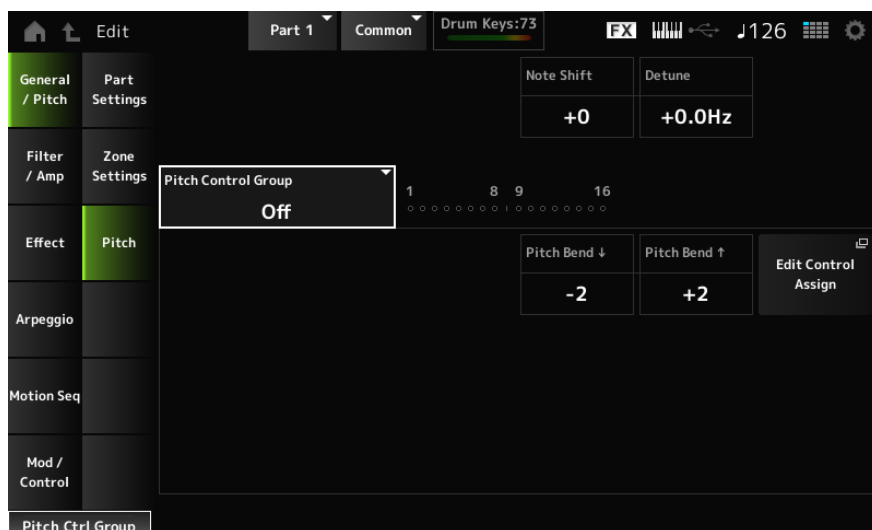 Edit
Part 1
Common
Drum Keys:73
FX
♩126
General
/ Pitch
Part
Settings
Note Shift
Detune
+0
+0.0Hz
Filter
/ Amp
Zone
Settings
Pitch Control Group
Off
1 8 9 16
Effect
Pitch
Pitch Bend ↓
Pitch Bend ↑
Edit Control
Assign
-2
+2
Arpeggio
Motion Seq
Mod /
Control
Pitch Ctrl Group